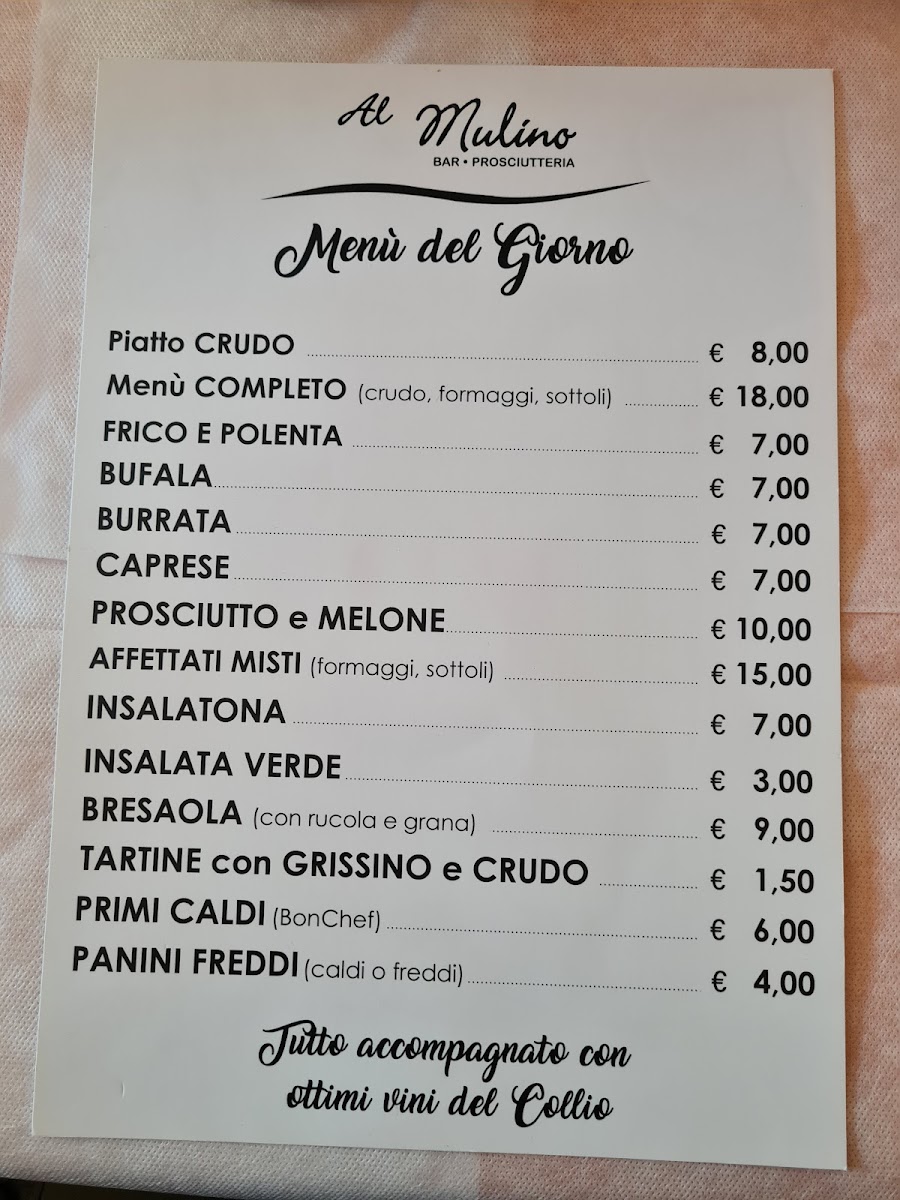 Al Mulino
BAR • PROSCIUTTERIA
Menù del Giorno
Piatto CRUDO € 8,00
Menù COMPLETO (crudo, formaggi, sottoli) € 18,00
FRICO E POLENTA € 7,00
BUFALA € 7,00
BURRATA € 7,00
CAPRESE € 7,00
PROSCIUTTO e MELONE € 10,00
AFFETTATI MISTI (formaggi, sottoli) € 15,00
INSALATONA € 7,00
INSALATA VERDE € 3,00
BRESAOLA (con rucola e grana) € 9,00
TARTINE con GRISSINO e CRUDO € 1,50
PRIMI CALDI (BonChef) € 6,00
PANINI FREDDI (caldi o freddi) € 4,00
Tutto accompagnato con
ottimi vini del Collio